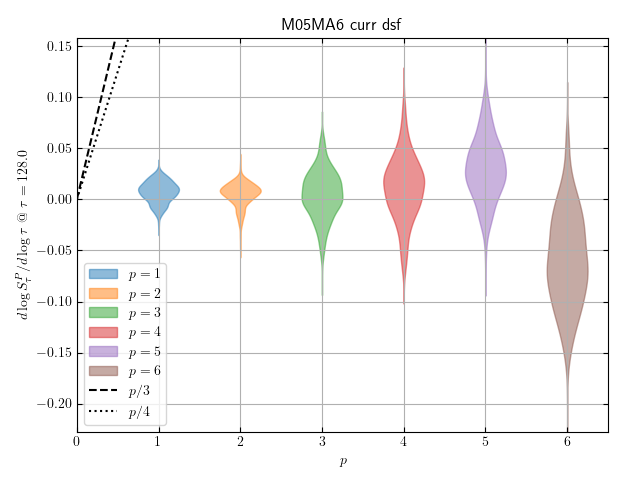 M05MA6 curr dsf
0.15
0.10
0.05
0.00
−0.05
−0.10
−0.15
−0.20
d log S_τ^p / d log τ @ τ = 128.0
p = 1
p = 2
p = 3
p = 4
p = 5
p = 6
p/3
p/4
0 1 2 3 4 5 6
p